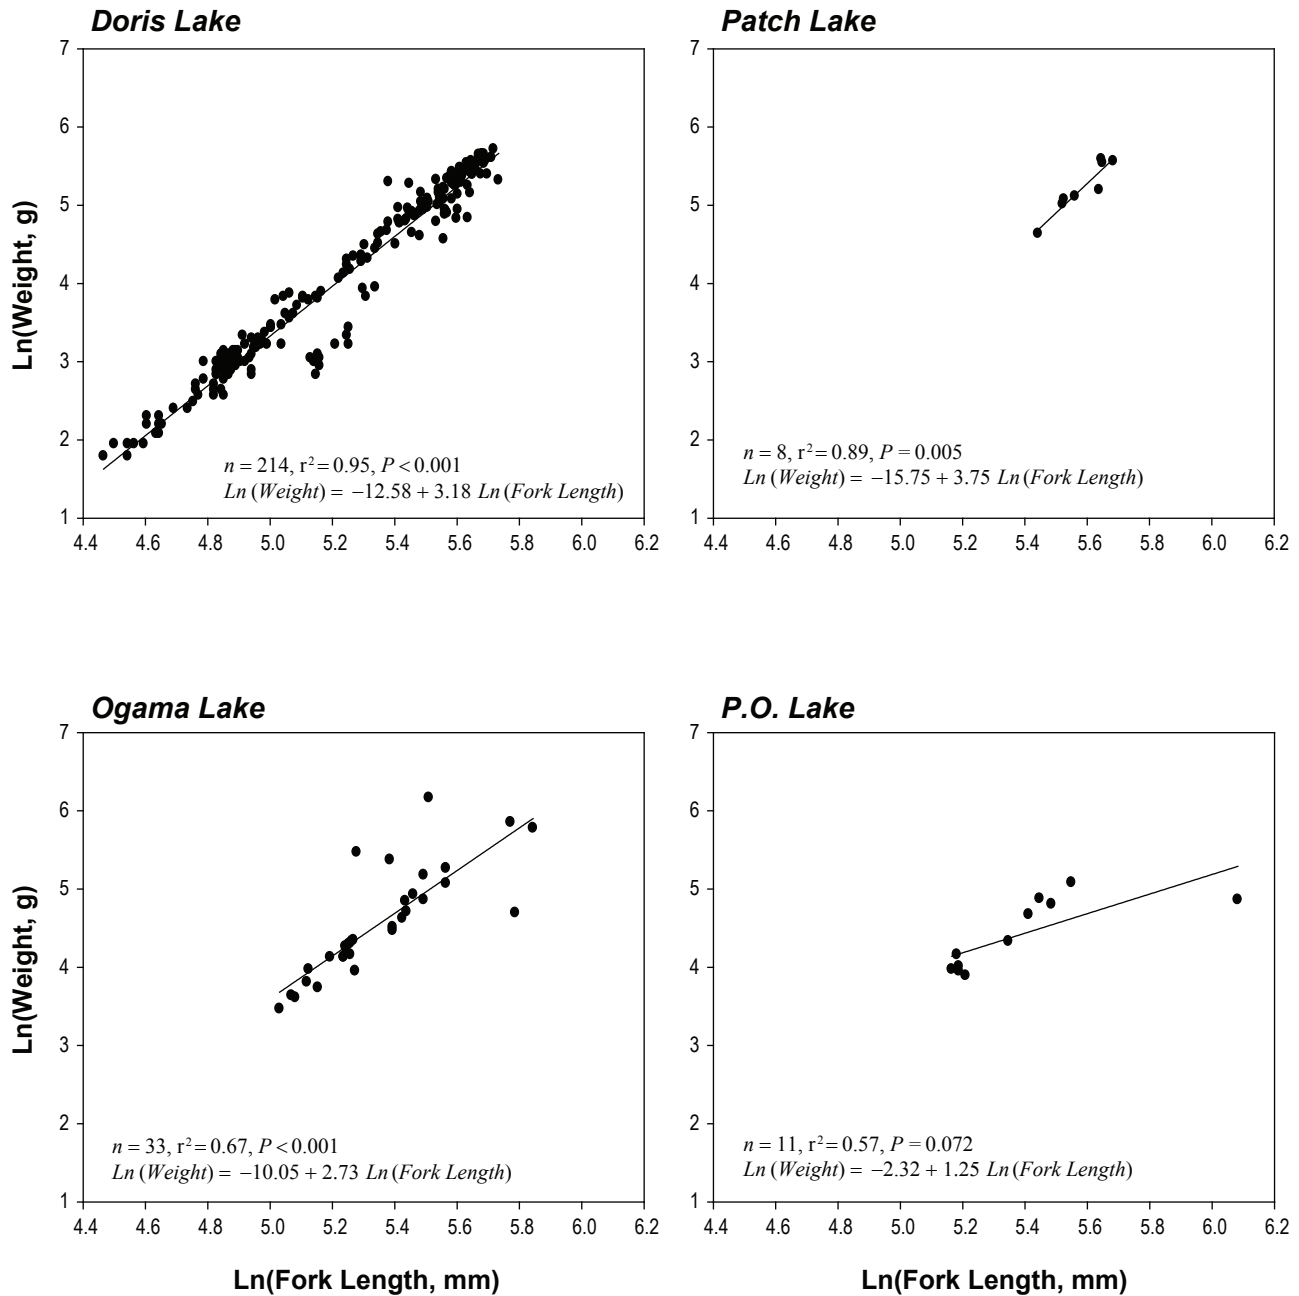 Doris Lake
Patch Lake
7
6
5
4
3
2
1
Ln(Weight, g)
n = 214, r² = 0.95, P < 0.001
Ln (Weight) = −12.58 + 3.18 Ln (Fork Length)
4.4 4.6 4.8 5.0 5.2 5.4 5.6 5.8 6.0 6.2
7
6
5
4
3
2
1
n = 8, r² = 0.89, P = 0.005
Ln (Weight) = −15.75 + 3.75 Ln (Fork Length)
4.4 4.6 4.8 5.0 5.2 5.4 5.6 5.8 6.0 6.2
Ogama Lake
P.O. Lake
7
6
5
4
3
2
1
Ln(Weight, g)
n = 33, r² = 0.67, P < 0.001
Ln (Weight) = −10.05 + 2.73 Ln (Fork Length)
4.4 4.6 4.8 5.0 5.2 5.4 5.6 5.8 6.0 6.2
Ln(Fork Length, mm)
7
6
5
4
3
2
1
n = 11, r² = 0.57, P = 0.072
Ln (Weight) = −2.32 + 1.25 Ln (Fork Length)
4.4 4.6 4.8 5.0 5.2 5.4 5.6 5.8 6.0 6.2
Ln(Fork Length, mm)